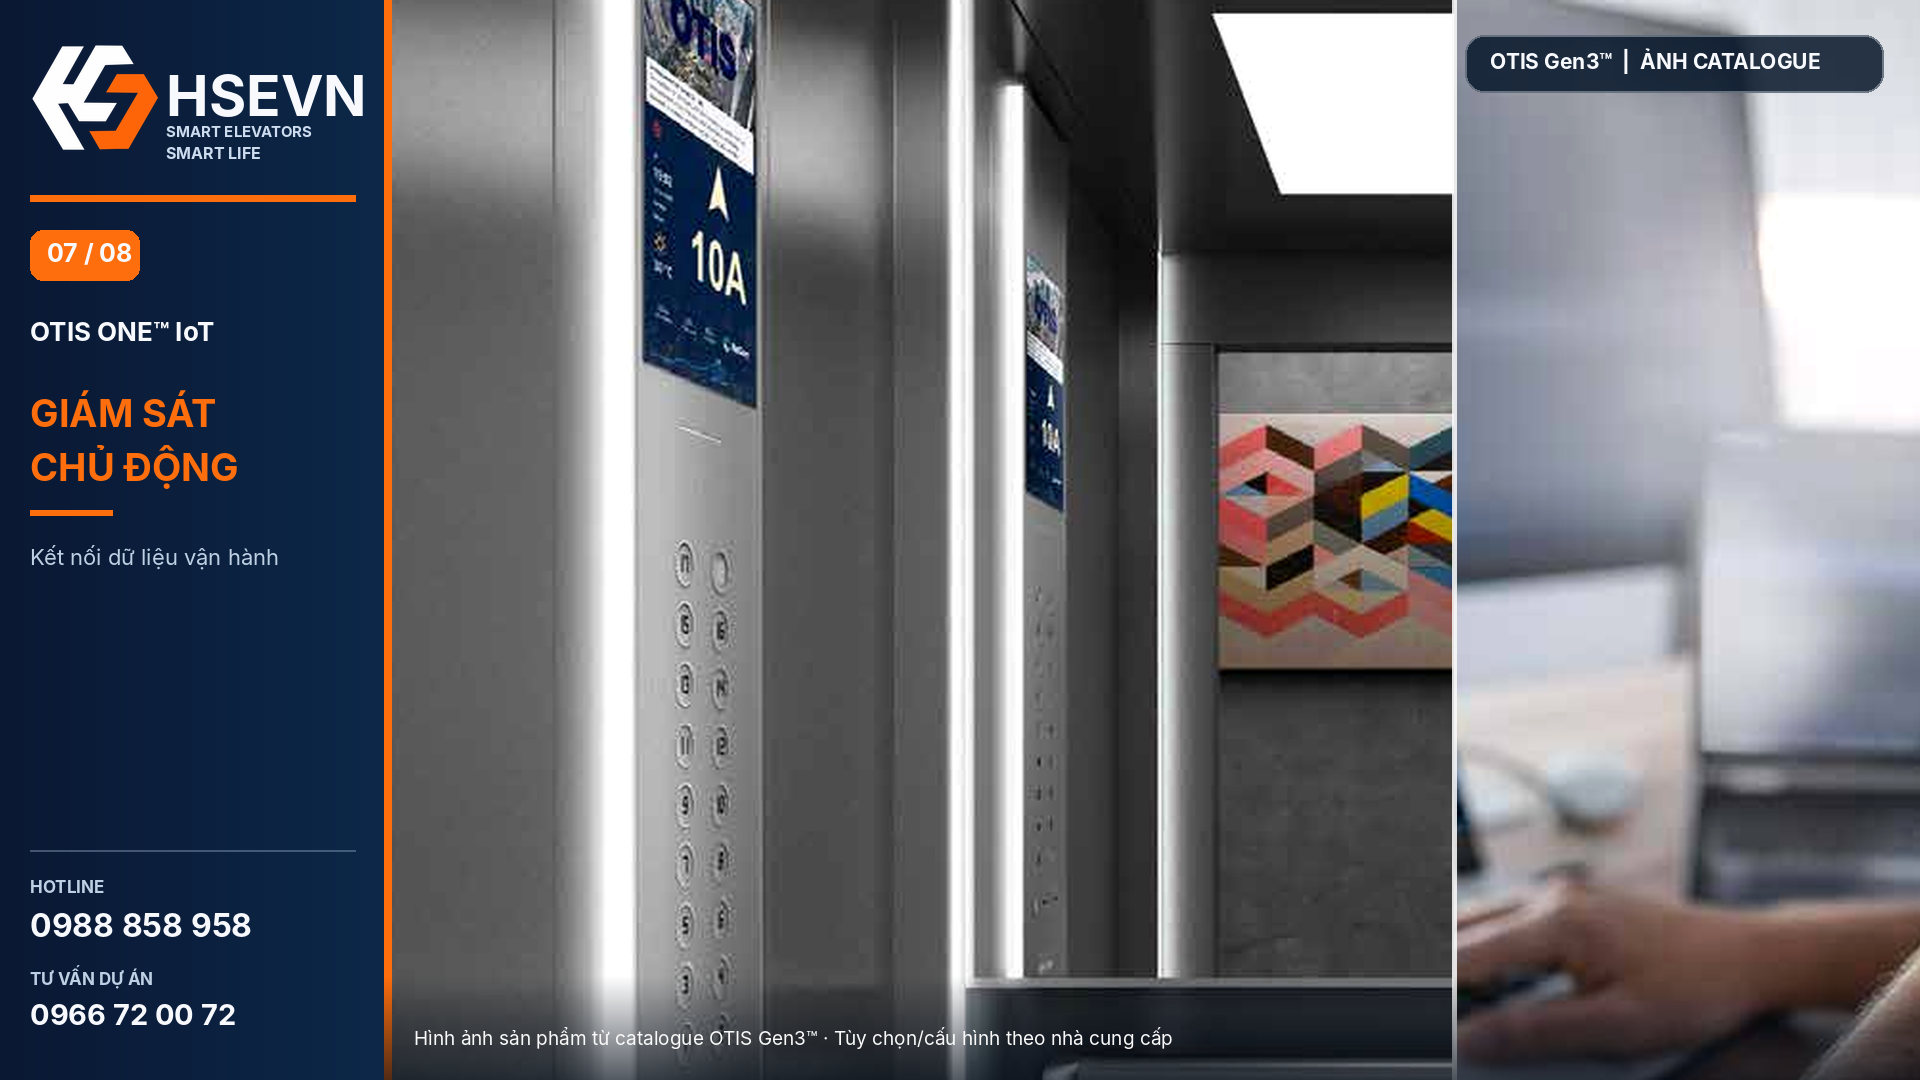 HSEVN
SMART ELEVATORS
SMART LIFE
07 / 08
OTIS ONE™ IoT
GIÁM SÁT
CHỦ ĐỘNG
Kết nối dữ liệu vận hành
HOTLINE
0988 858 958
TƯ VẤN DỰ ÁN
0966 72 00 72
OTIS
10A
OTIS Gen3™ | ẢNH CATALOGUE
Hình ảnh sản phẩm từ catalogue OTIS Gen3™ · Tùy chọn/cấu hình theo nhà cung cấp